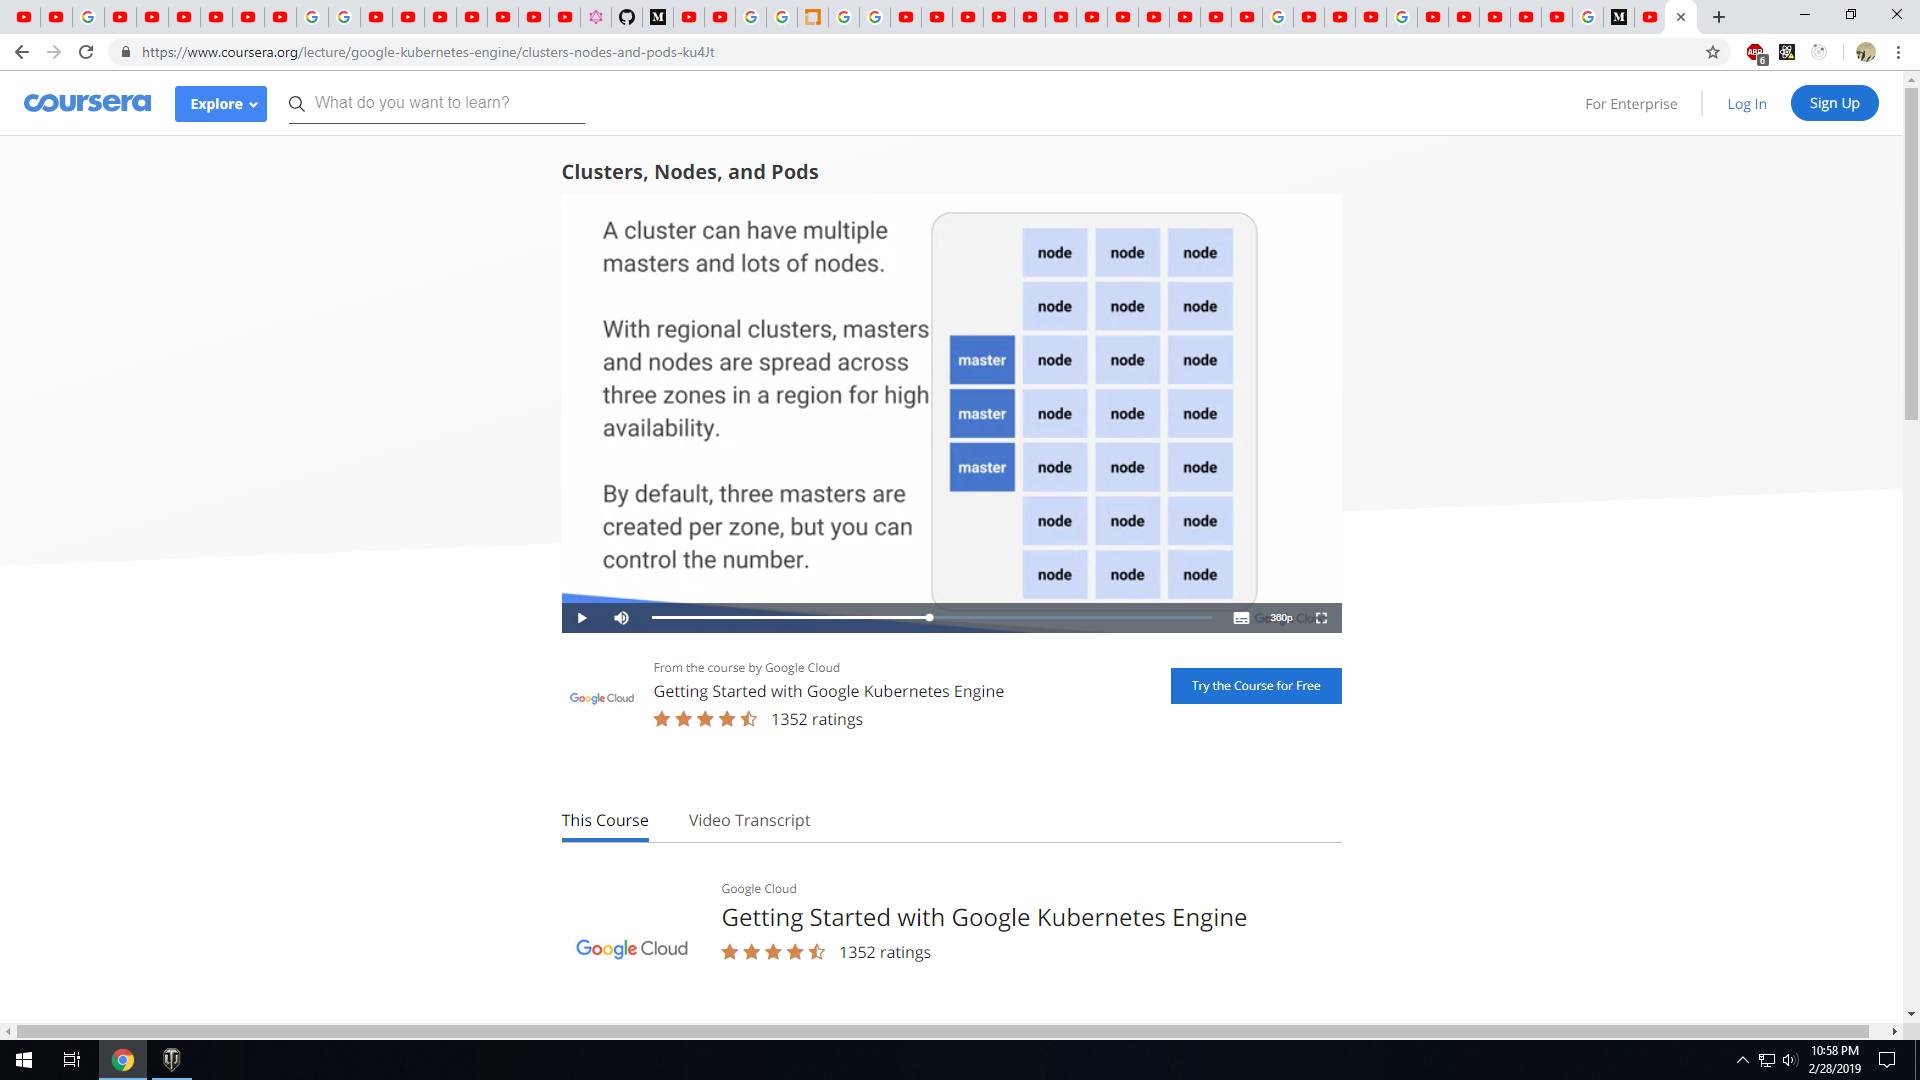 https://www.coursera.org/lecture/google-kubernetes-engine/clusters-nodes-and-pods-ku4Jt
ABP
6
coursera
Explore
What do you want to learn?
For Enterprise
Log In
Sign Up
Clusters, Nodes, and Pods
A cluster can have multiple
masters and lots of nodes.
With regional clusters, masters
and nodes are spread across
three zones in a region for high
availability.
By default, three masters are
created per zone, but you can
control the number.
node node node
node node node
master node node node
master node node node
master node node node
node node node
node node node
360p
Google Cloud
From the course by Google Cloud
Getting Started with Google Kubernetes Engine
1352 ratings
Try the Course for Free
This Course
Video Transcript
Google Cloud
Google Cloud
Getting Started with Google Kubernetes Engine
1352 ratings
10:58 PM
2/28/2019